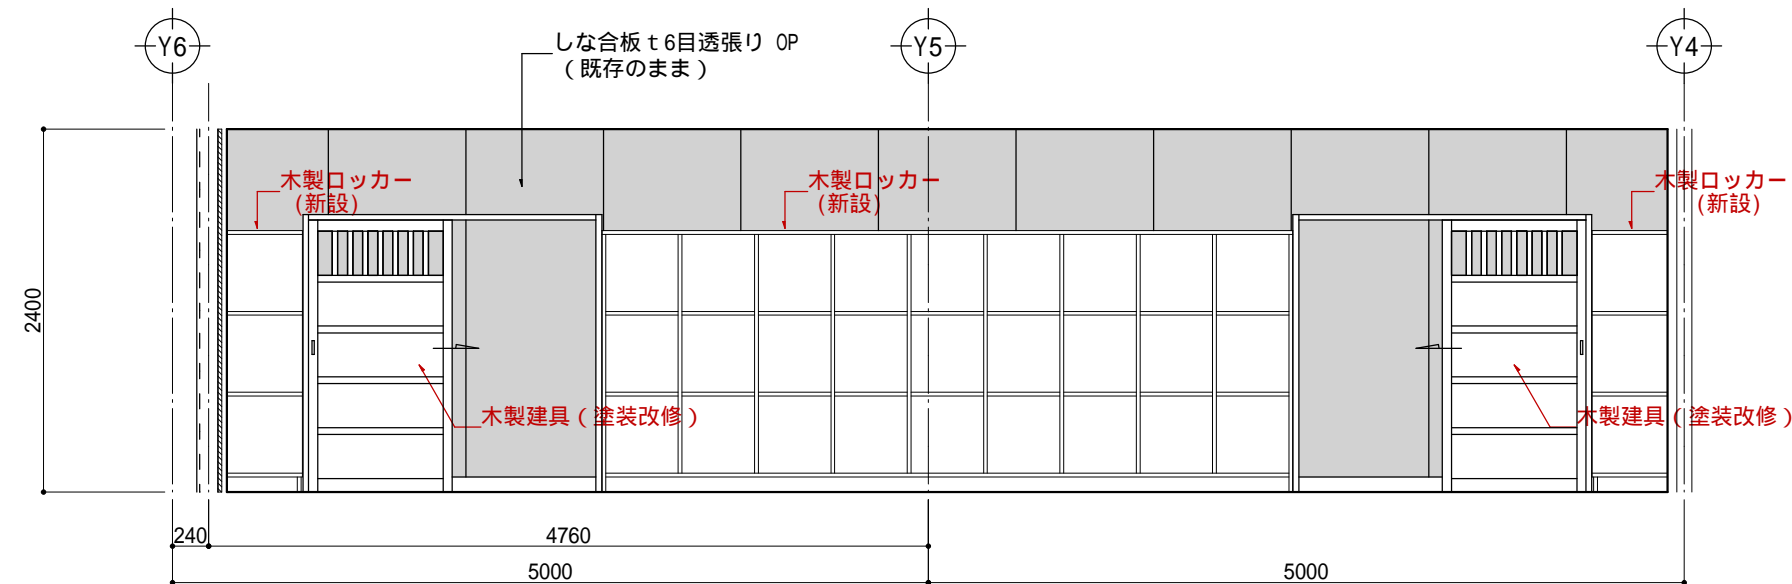 Y6
Y5
Y4
しな合板ｔ6目透張り OP
（既存のまま）
木製ロッカー
(新設)
木製ロッカー
(新設)
木製ロッカー
(新設)
2400
木製建具（塗装改修）
木製建具（塗装改修）
240
4760
5000
5000